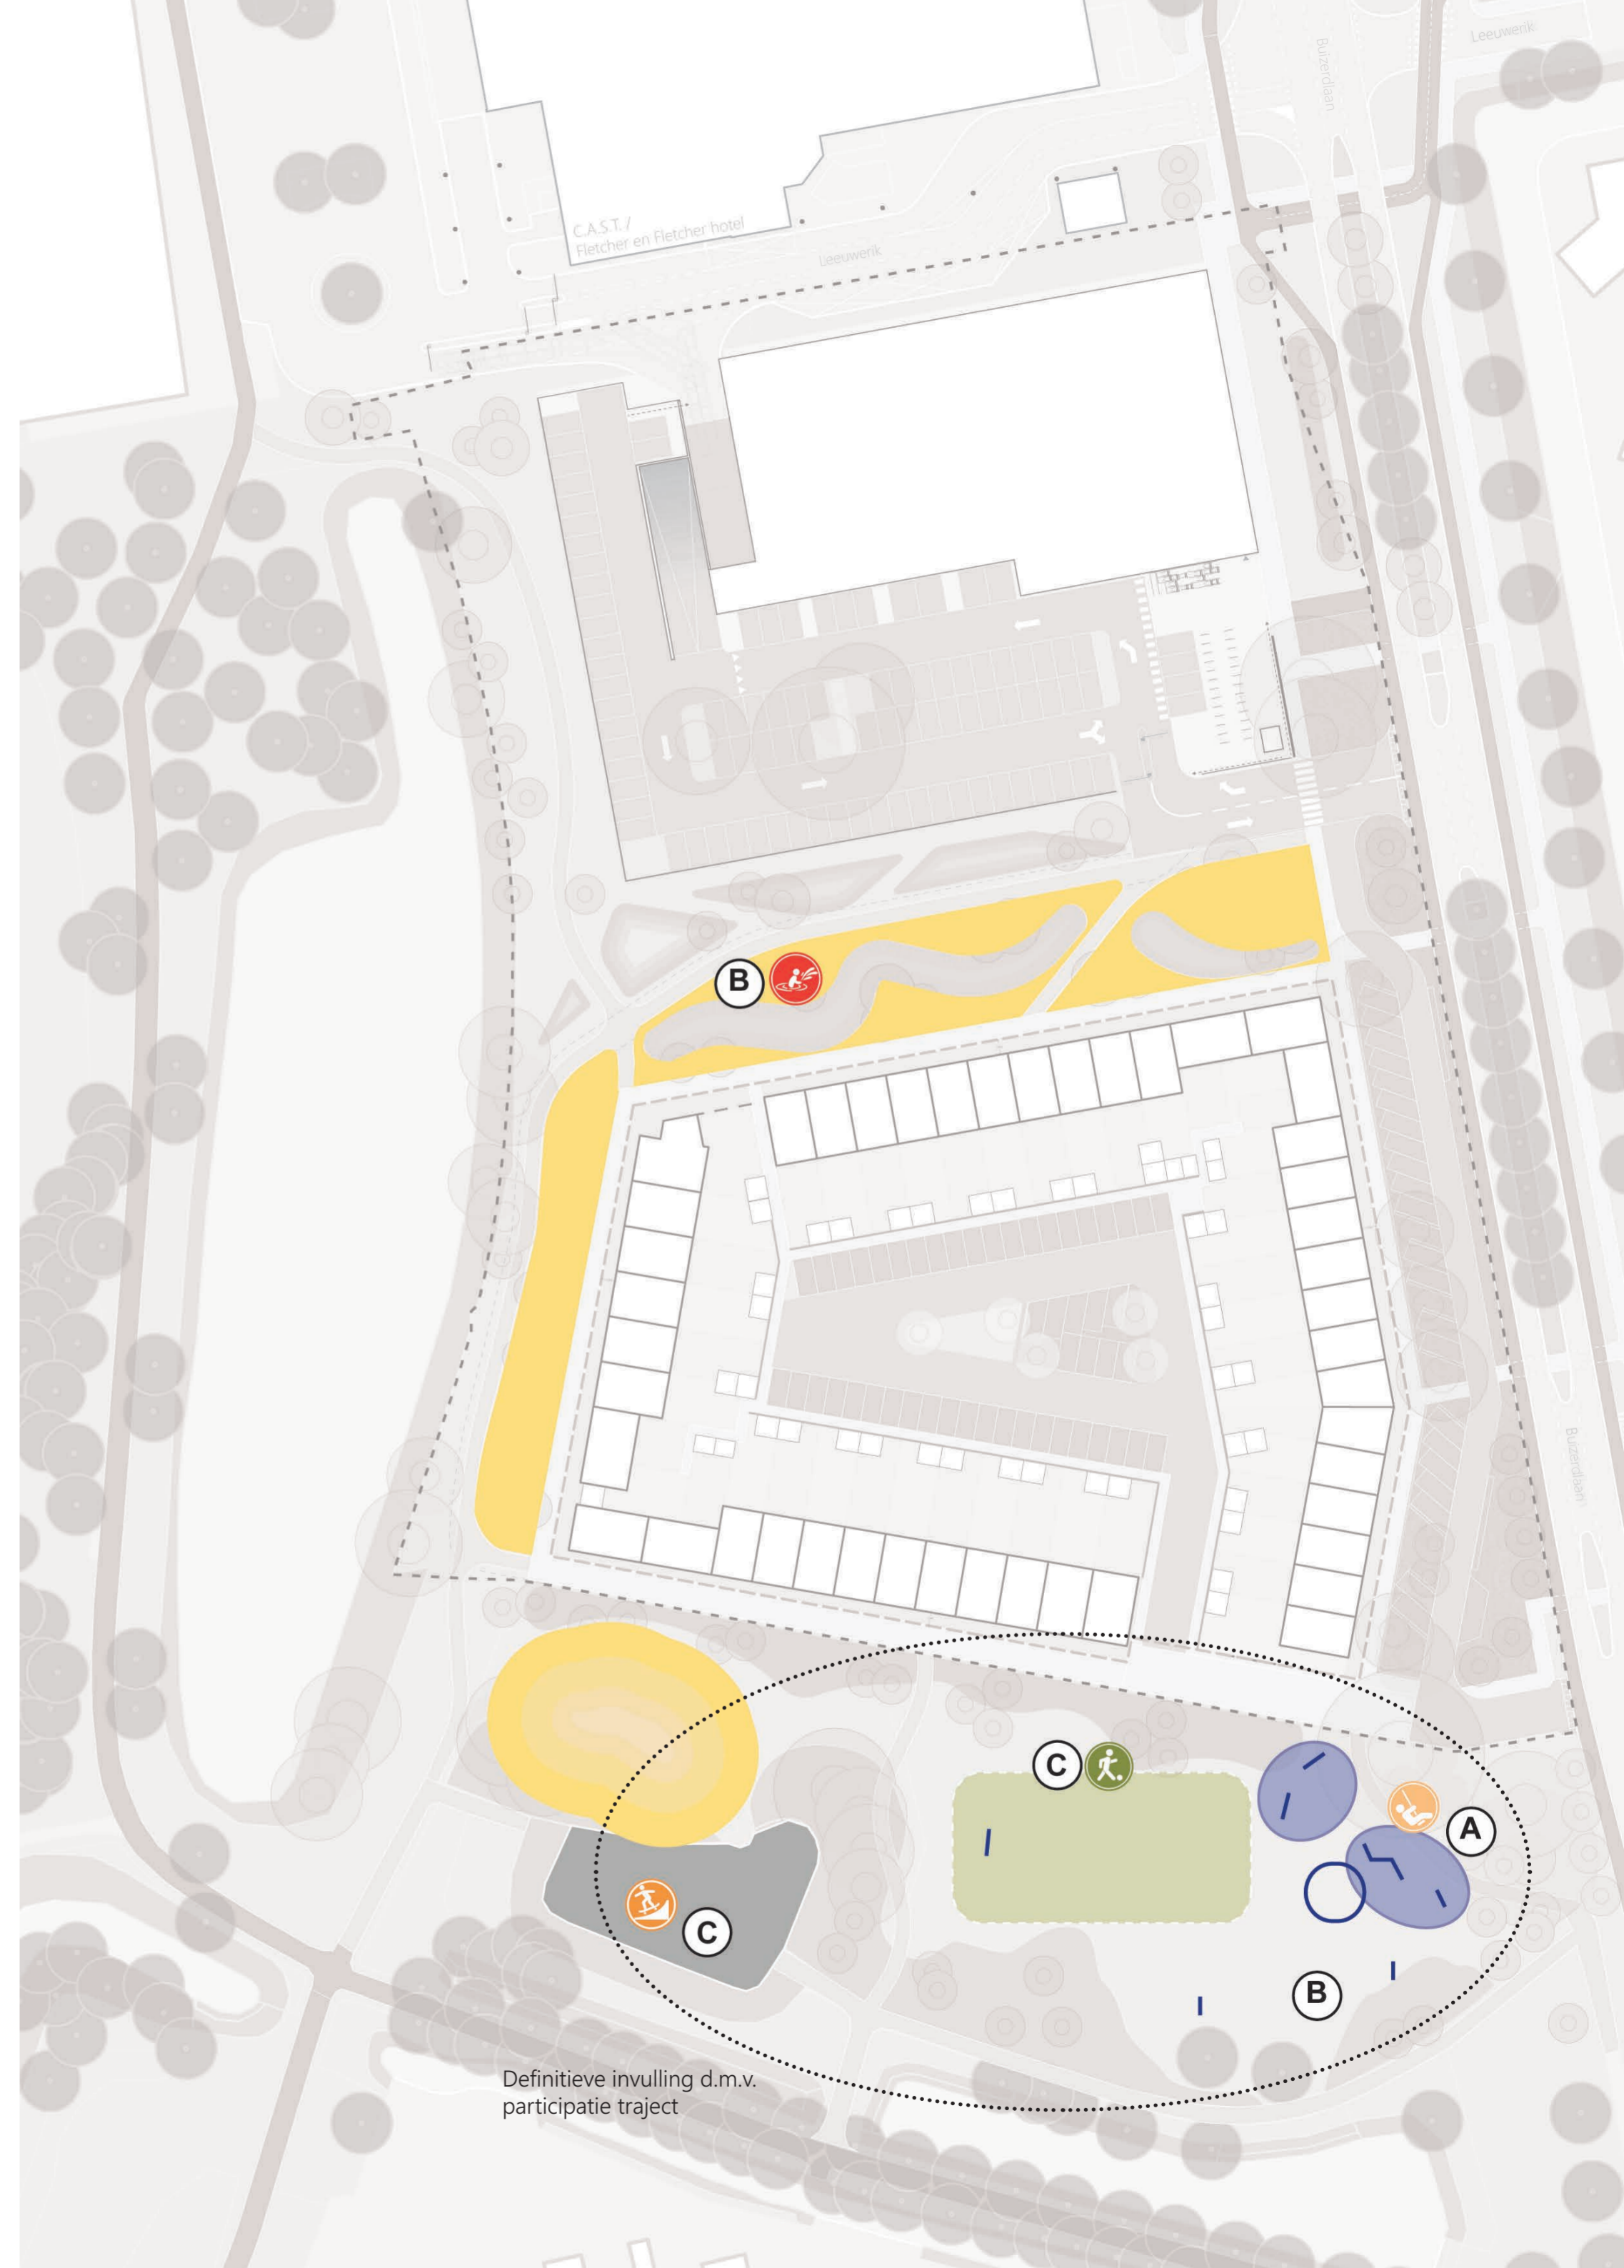 Leeuwerik
Buizerdlaan
C.A.S.T. /
Fletcher en Fletcher hotel
Leeuwerik
B
Buizerdlaan
C
A
C
B
Definitieve invulling d.m.v.
participatie traject